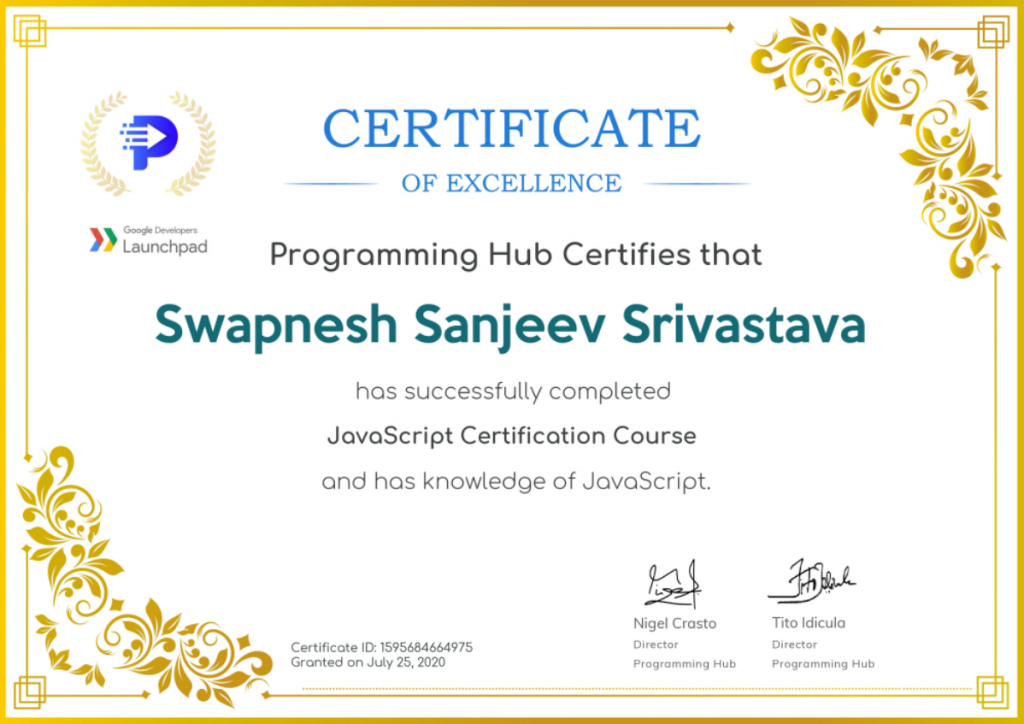 CERTIFICATE
OF EXCELLENCE
Google Developers
Launchpad
Programming Hub Certifies that
Swapnesh Sanjeev Srivastava
has successfully completed
JavaScript Certification Course
and has knowledge of JavaScript.
Nigel Crasto
Director
Programming Hub
Tito Idicula
Director
Programming Hub
Certificate ID: 1595684664975
Granted on July 25, 2020